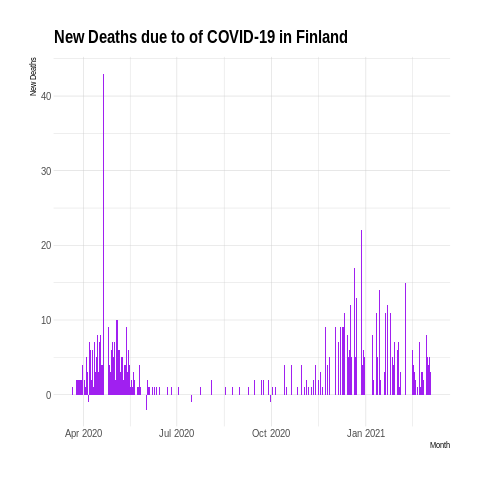 New Deaths due to of COVID-19 in Finland
New Deaths
40
30
20
10
0
Apr 2020 Jul 2020 Oct 2020 Jan 2021
Month